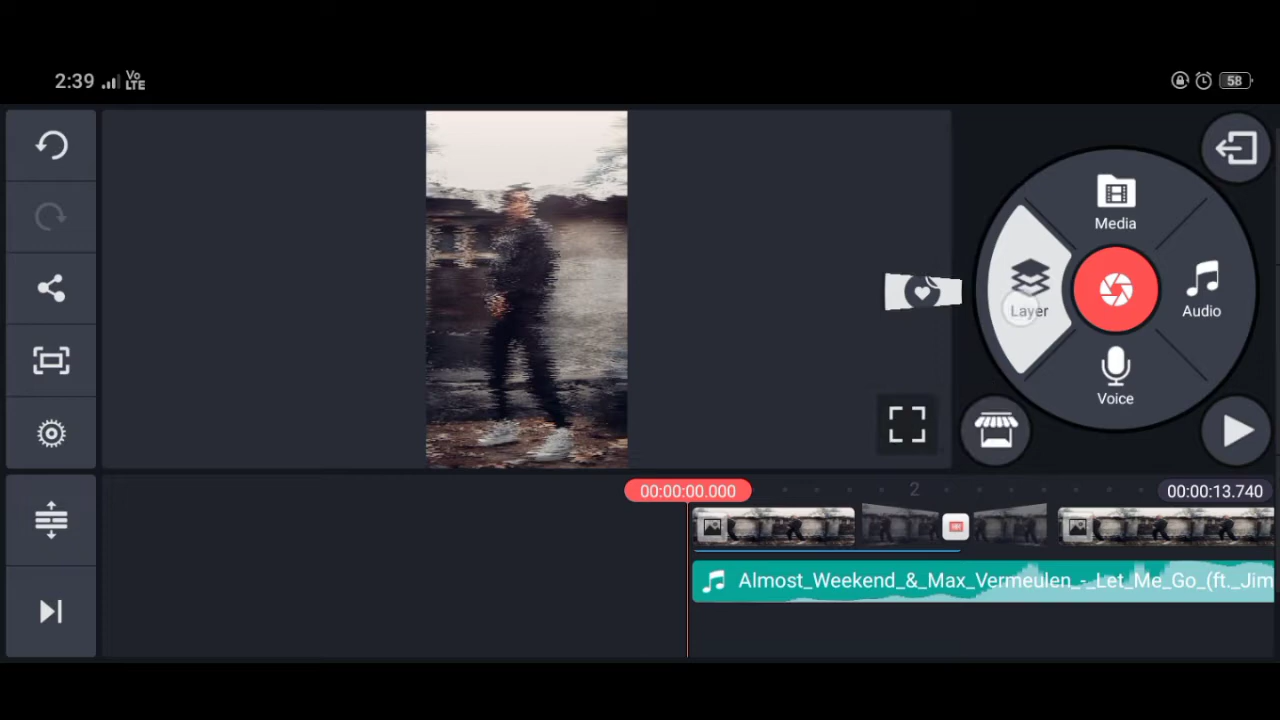 2:39 Vo LTE 58
Media
Layer
Audio
Voice
00:00:00.000 2 00:00:13.740
Almost_Weekend_&_Max_Vermeulen_-_Let_Me_Go_(ft._Jim